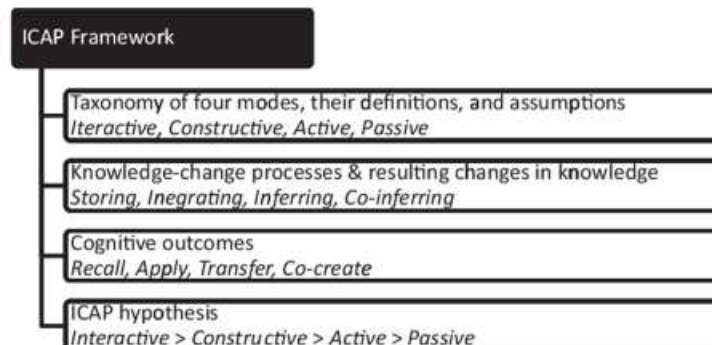 ICAP Framework
Taxonomy of four modes, their definitions, and assumptions
Iteractive, Constructive, Active, Passive
Knowledge-change processes & resulting changes in knowledge
Storing, Inegrating, Inferring, Co-inferring
Cognitive outcomes
Recall, Apply, Transfer, Co-create
ICAP hypothesis
Interactive > Constructive > Active > Passive